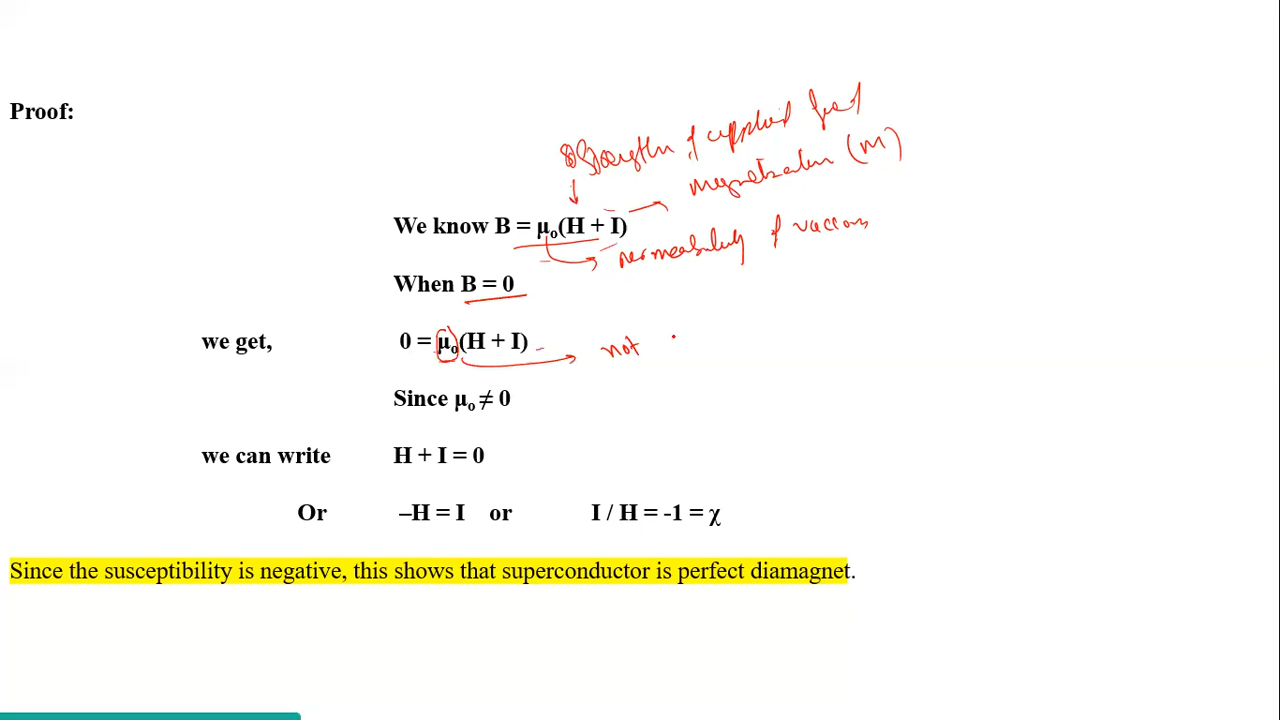 Proof:
strength of applied field
magnetization (M)
We know B = μₒ(H + I)
permeability of vaccum
When B = 0
we get, 0 = μₒ(H + I)
not
Since μₒ ≠ 0
we can write H + I = 0
Or –H = I or I / H = -1 = χ
Since the susceptibility is negative, this shows that superconductor is perfect diamagnet.